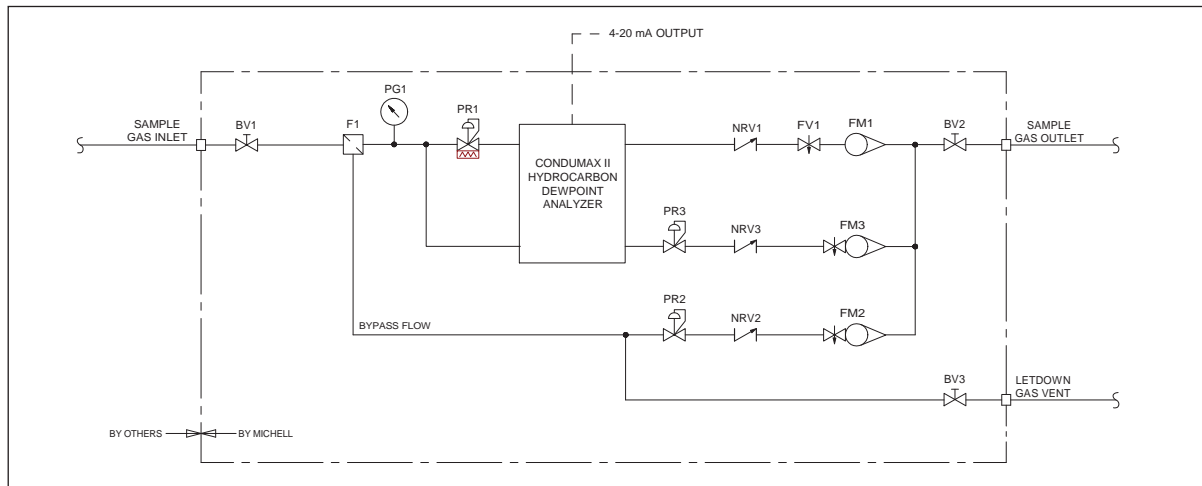 4-20 mA OUTPUT
PG1
PR1
SAMPLE
GAS INLET
BV1
F1
NRV1
FV1
FM1
BV2
SAMPLE
GAS OUTLET
CONDUMAX II
HYDROCARBON
DEWPOINT
ANALYZER
PR3
NRV3
FM3
PR2
NRV2
FM2
BYPASS FLOW
BV3
LETDOWN
GAS VENT
BY OTHERS
BY MICHELL